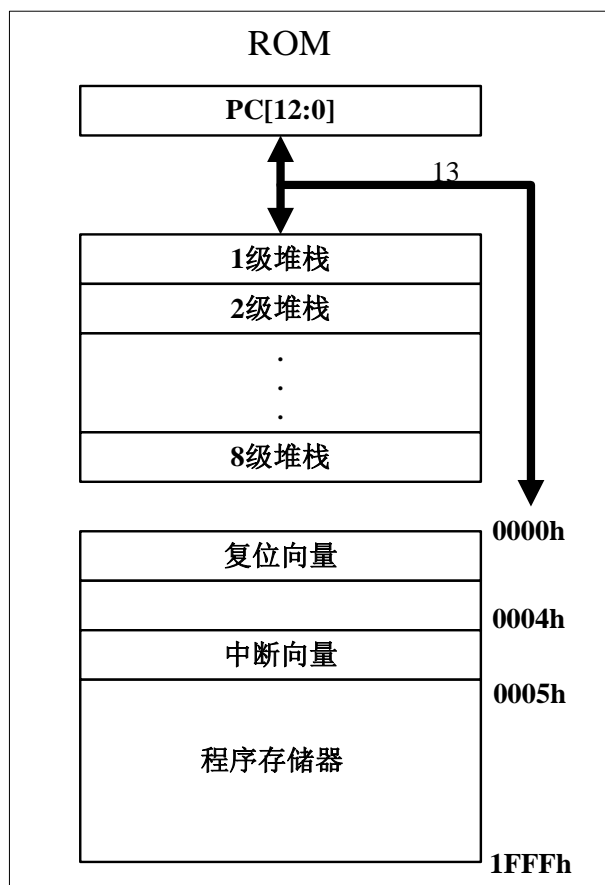 ROM
PC[12:0]
13
1级堆栈
2级堆栈
.
.
.
8级堆栈
0000h
复位向量
0004h
中断向量
0005h
程序存储器
1FFFh